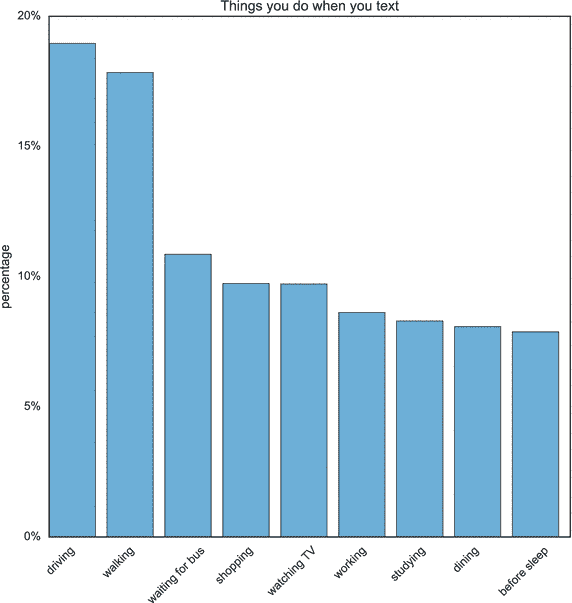 Things you do when you text
20%
15%
10%
5%
0%
percentage
driving
walking
waiting for bus
shopping
watching TV
working
studying
dining
before sleep